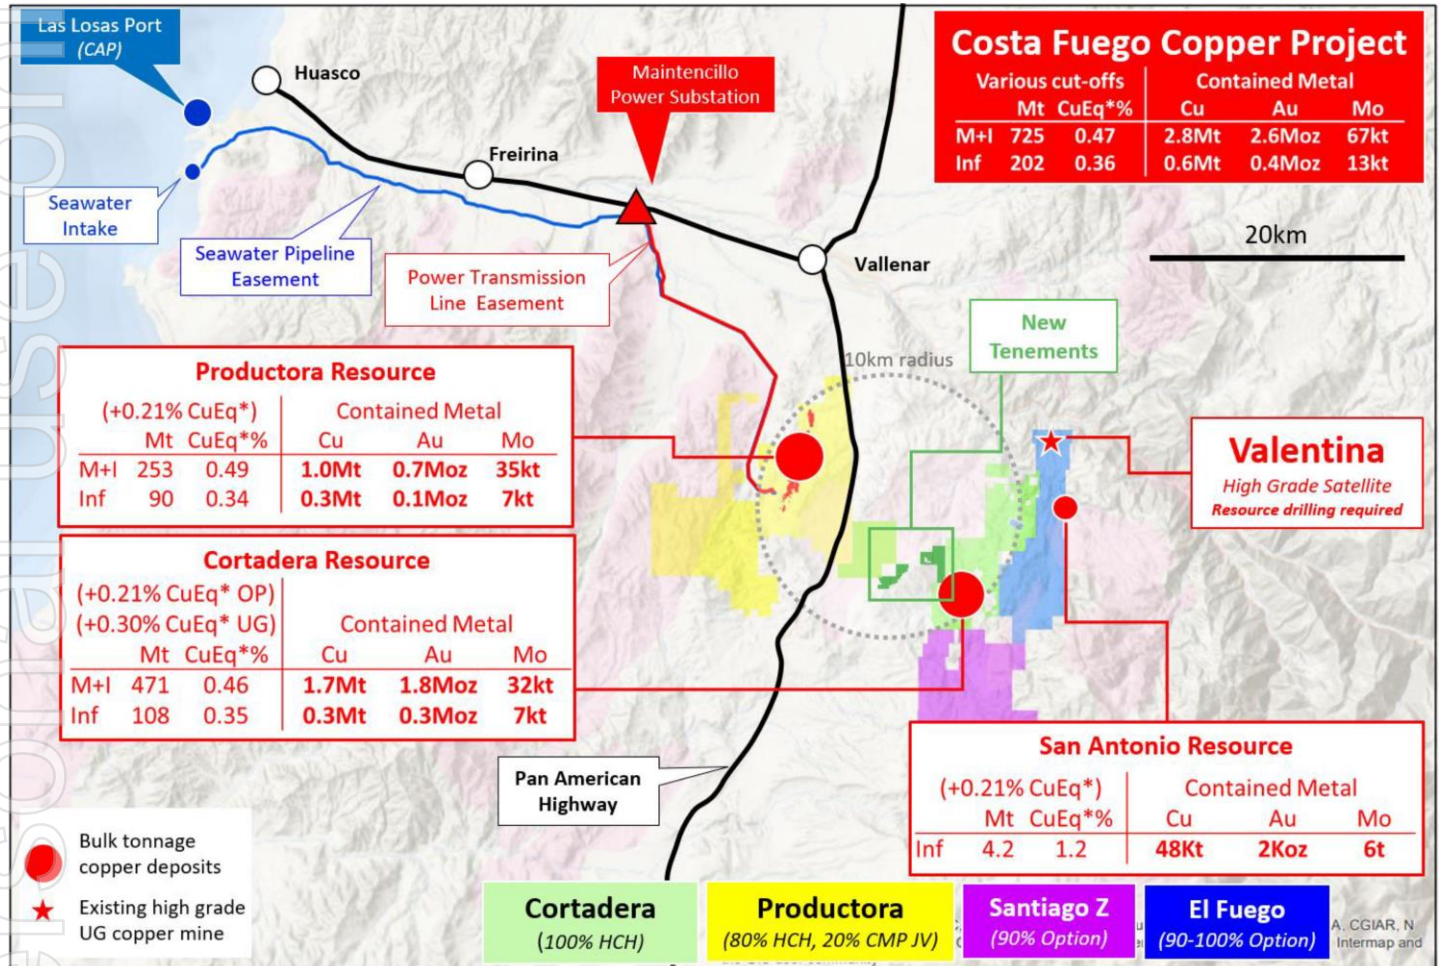 Las Losas Port
(CAP)
Huasco
Maintencillo
Power Substation
Costa Fuego Copper Project
Various cut-offs Contained Metal
Mt CuEq*% Cu Au Mo
M+I 725 0.47 2.8Mt 2.6Moz 67kt
Inf 202 0.36 0.6Mt 0.4Moz 13kt
Freirina
Seawater
Intake
Seawater Pipeline
Easement
Power Transmission
Line Easement
Vallenar
20km
New
Tenements
10km radius
Productora Resource
(+0.21% CuEq*) Contained Metal
Mt CuEq*% Cu Au Mo
M+I 253 0.49 1.0Mt 0.7Moz 35kt
Inf 90 0.34 0.3Mt 0.1Moz 7kt
Valentina
High Grade Satellite
Resource drilling required
Cortadera Resource
(+0.21% CuEq* OP)
(+0.30% CuEq* UG) Contained Metal
Mt CuEq*% Cu Au Mo
M+I 471 0.46 1.7Mt 1.8Moz 32kt
Inf 108 0.35 0.3Mt 0.3Moz 7kt
San Antonio Resource
(+0.21% CuEq*) Contained Metal
Mt CuEq*% Cu Au Mo
Inf 4.2 1.2 48Kt 2Koz 6t
Pan American
Highway
Bulk tonnage
copper deposits
Existing high grade
UG copper mine
Cortadera
(100% HCH)
Productora
(80% HCH, 20% CMP JV)
Santiago Z
(90% Option)
El Fuego
(90-100% Option)
A, CGIAR, N
Intermap and